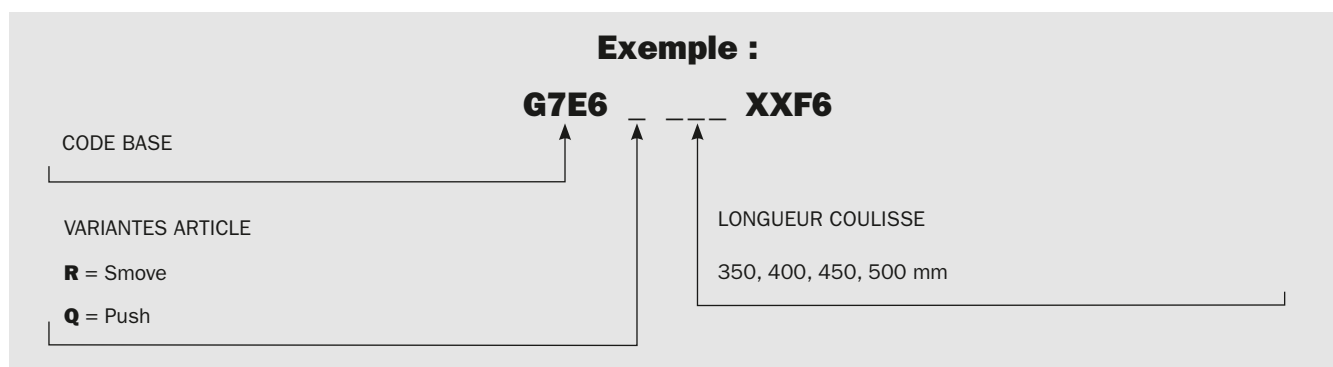 Exemple :
G7E6 _ _ _ _ XXF6
CODE BASE
VARIANTES ARTICLE
R = Smove
Q = Push
LONGUEUR COULISSE
350, 400, 450, 500 mm